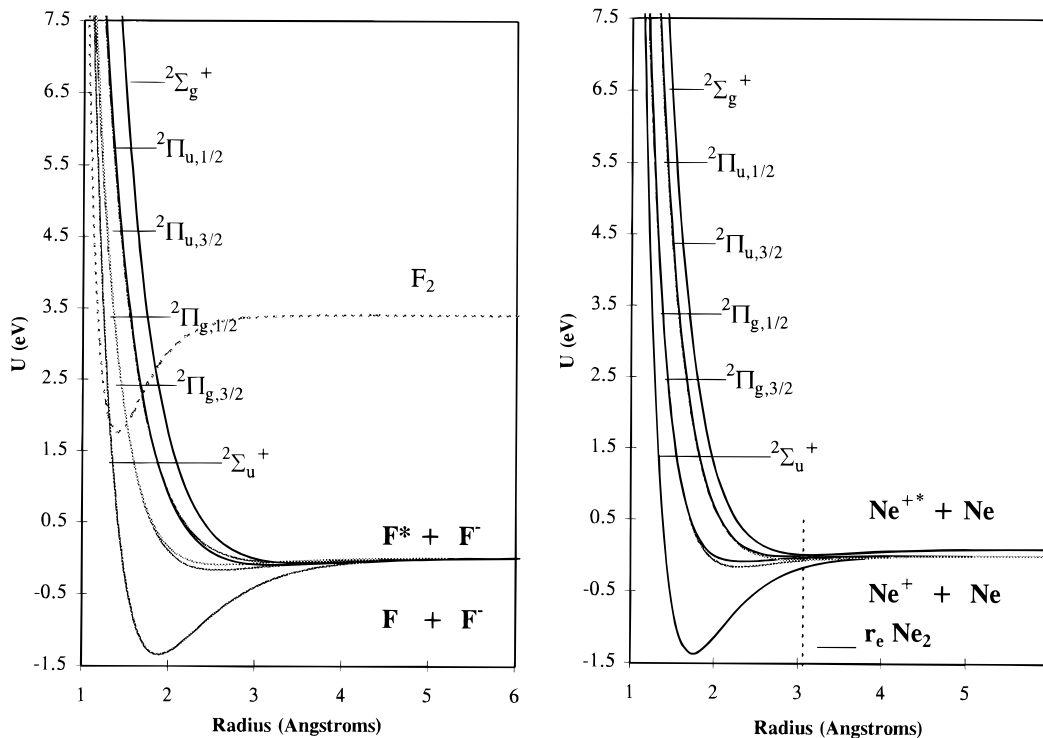 7.5
6.5
5.5
4.5
3.5
2.5
1.5
0.5
-0.5
-1.5
U (eV)
²Σg⁺
²Πu,1/2
²Πu,3/2
F₂
²Πg,1/2
²Πg,3/2
²Σu⁺
F* + F⁻
F + F⁻
1 2 3 4 5 6
Radius (Angstroms)
7.5
6.5
5.5
4.5
3.5
2.5
1.5
0.5
-0.5
-1.5
U (eV)
²Σg⁺
²Πu,1/2
²Πu,3/2
²Πg,1/2
²Πg,3/2
²Σu⁺
Ne⁺* + Ne
Ne⁺ + Ne
rₑ Ne₂
1 2 3 4 5
Radius (Angstroms)